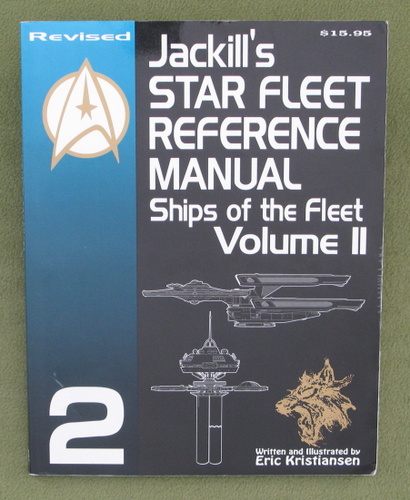 Revised
$15.95
Jackill's
STAR FLEET
REFERENCE
MANUAL
Ships of the Fleet
Volume II
2
Written and Illustrated by
Eric Kristiansen